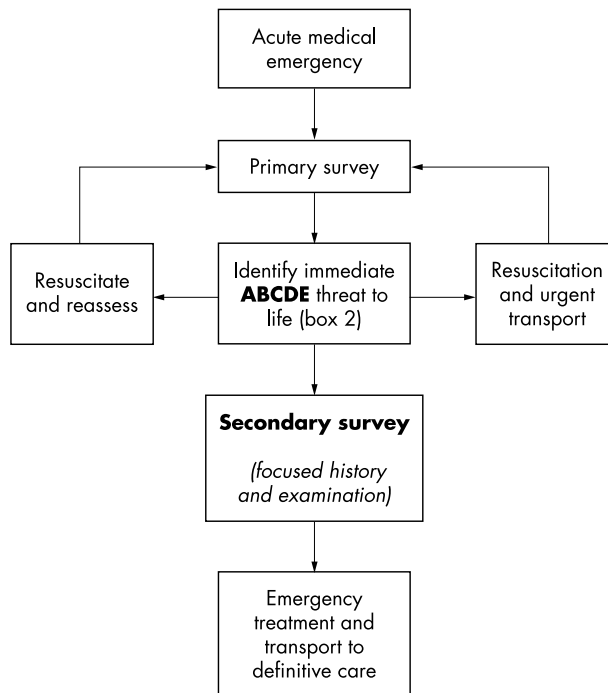 Acute medical
emergency
Primary survey
Resuscitate
and reassess
Identify immediate
ABCDE threat to
life (box 2)
Resuscitation
and urgent
transport
Secondary survey
(focused history
and examination)
Emergency
treatment and
transport to
definitive care